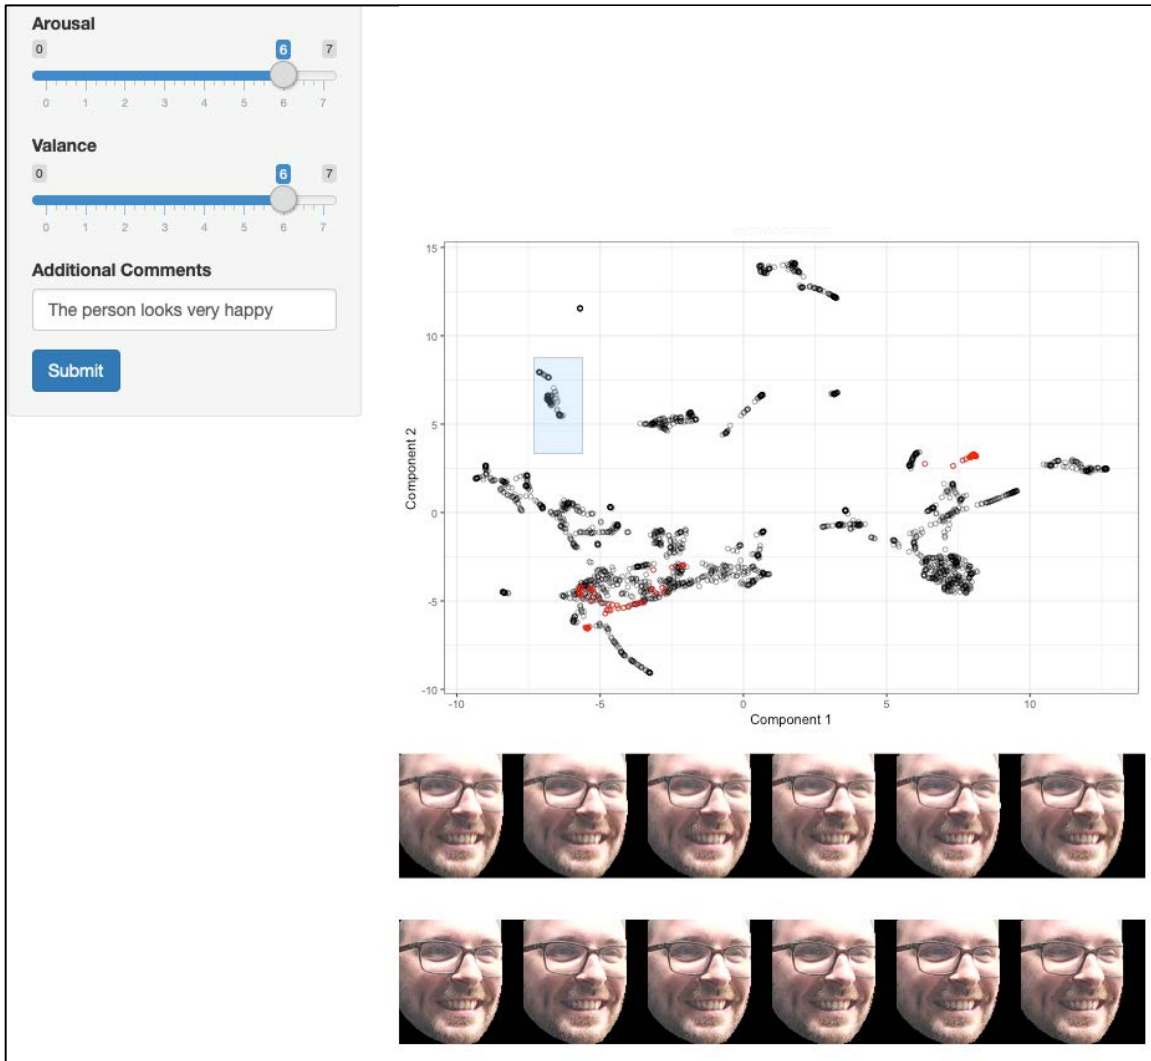 Arousal
0 6 7
0 1 2 3 4 5 6 7
Valance
0 6 7
0 1 2 3 4 5 6 7
Additional Comments
The person looks very happy
Submit
15
10
5
0
-5
-10
Component 2
-10 -5 0 5 10
Component 1